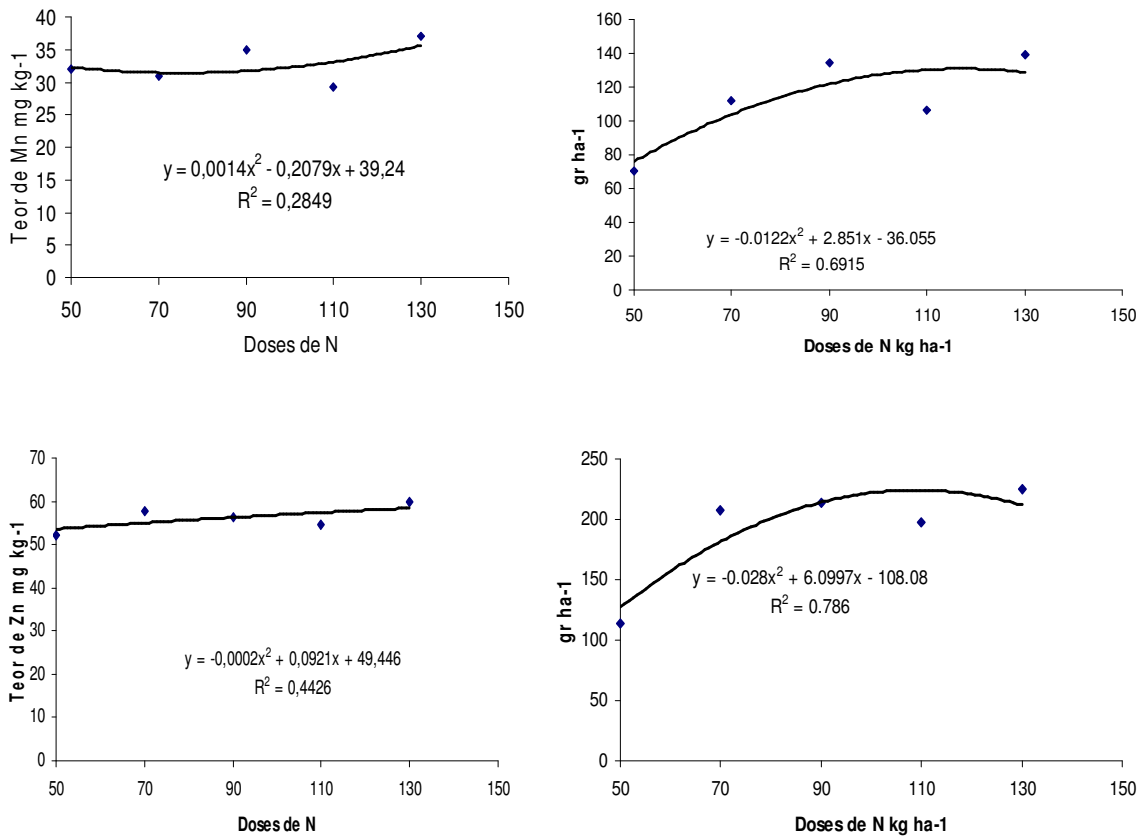 40
35
30
25
20
15
10
5
0
Teor de Mn mg kg-1
y = 0,0014x² - 0,2079x + 39,24
R² = 0,2849
50 70 90 110 130 150
Doses de N
160
140
120
100
80
60
40
20
0
gr ha-1
y = -0.0122x² + 2.851x - 36.055
R² = 0.6915
50 70 90 110 130 150
Doses de N kg ha-1
70
60
50
40
30
20
10
0
Teor de Zn mg kg-1
y = -0,0002x² + 0,0921x + 49,446
R² = 0,4426
50 70 90 110 130 150
Doses de N
250
200
150
100
50
0
gr ha-1
y = -0.028x² + 6.0997x - 108.08
R² = 0.786
50 70 90 110 130 150
Doses de N kg ha-1